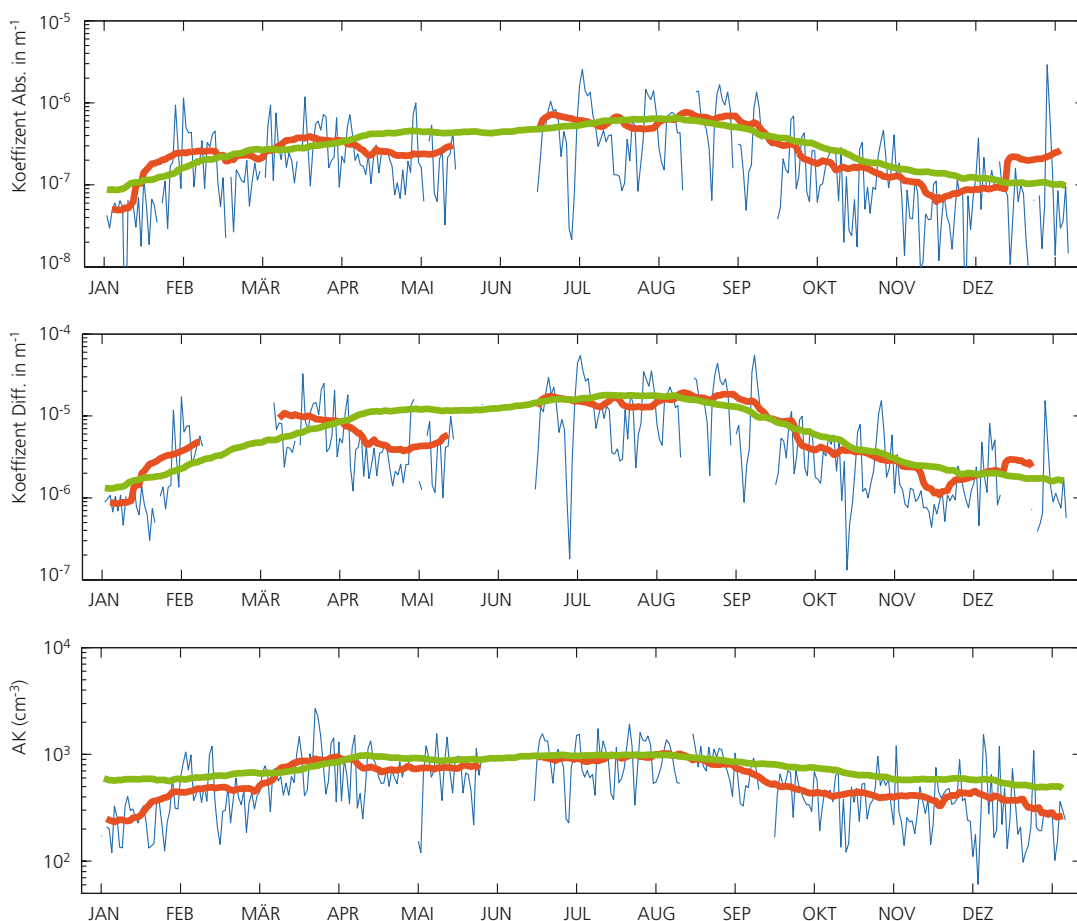 Koeffizent Abs. in m⁻¹
10⁻⁵
10⁻⁶
10⁻⁷
10⁻⁸
JAN FEB MÄR APR MAI JUN JUL AUG SEP OKT NOV DEZ
Koeffizent Diff. in m⁻¹
10⁻⁴
10⁻⁵
10⁻⁶
10⁻⁷
JAN FEB MÄR APR MAI JUN JUL AUG SEP OKT NOV DEZ
AK (cm⁻³)
10⁴
10³
10²
JAN FEB MÄR APR MAI JUN JUL AUG SEP OKT NOV DEZ